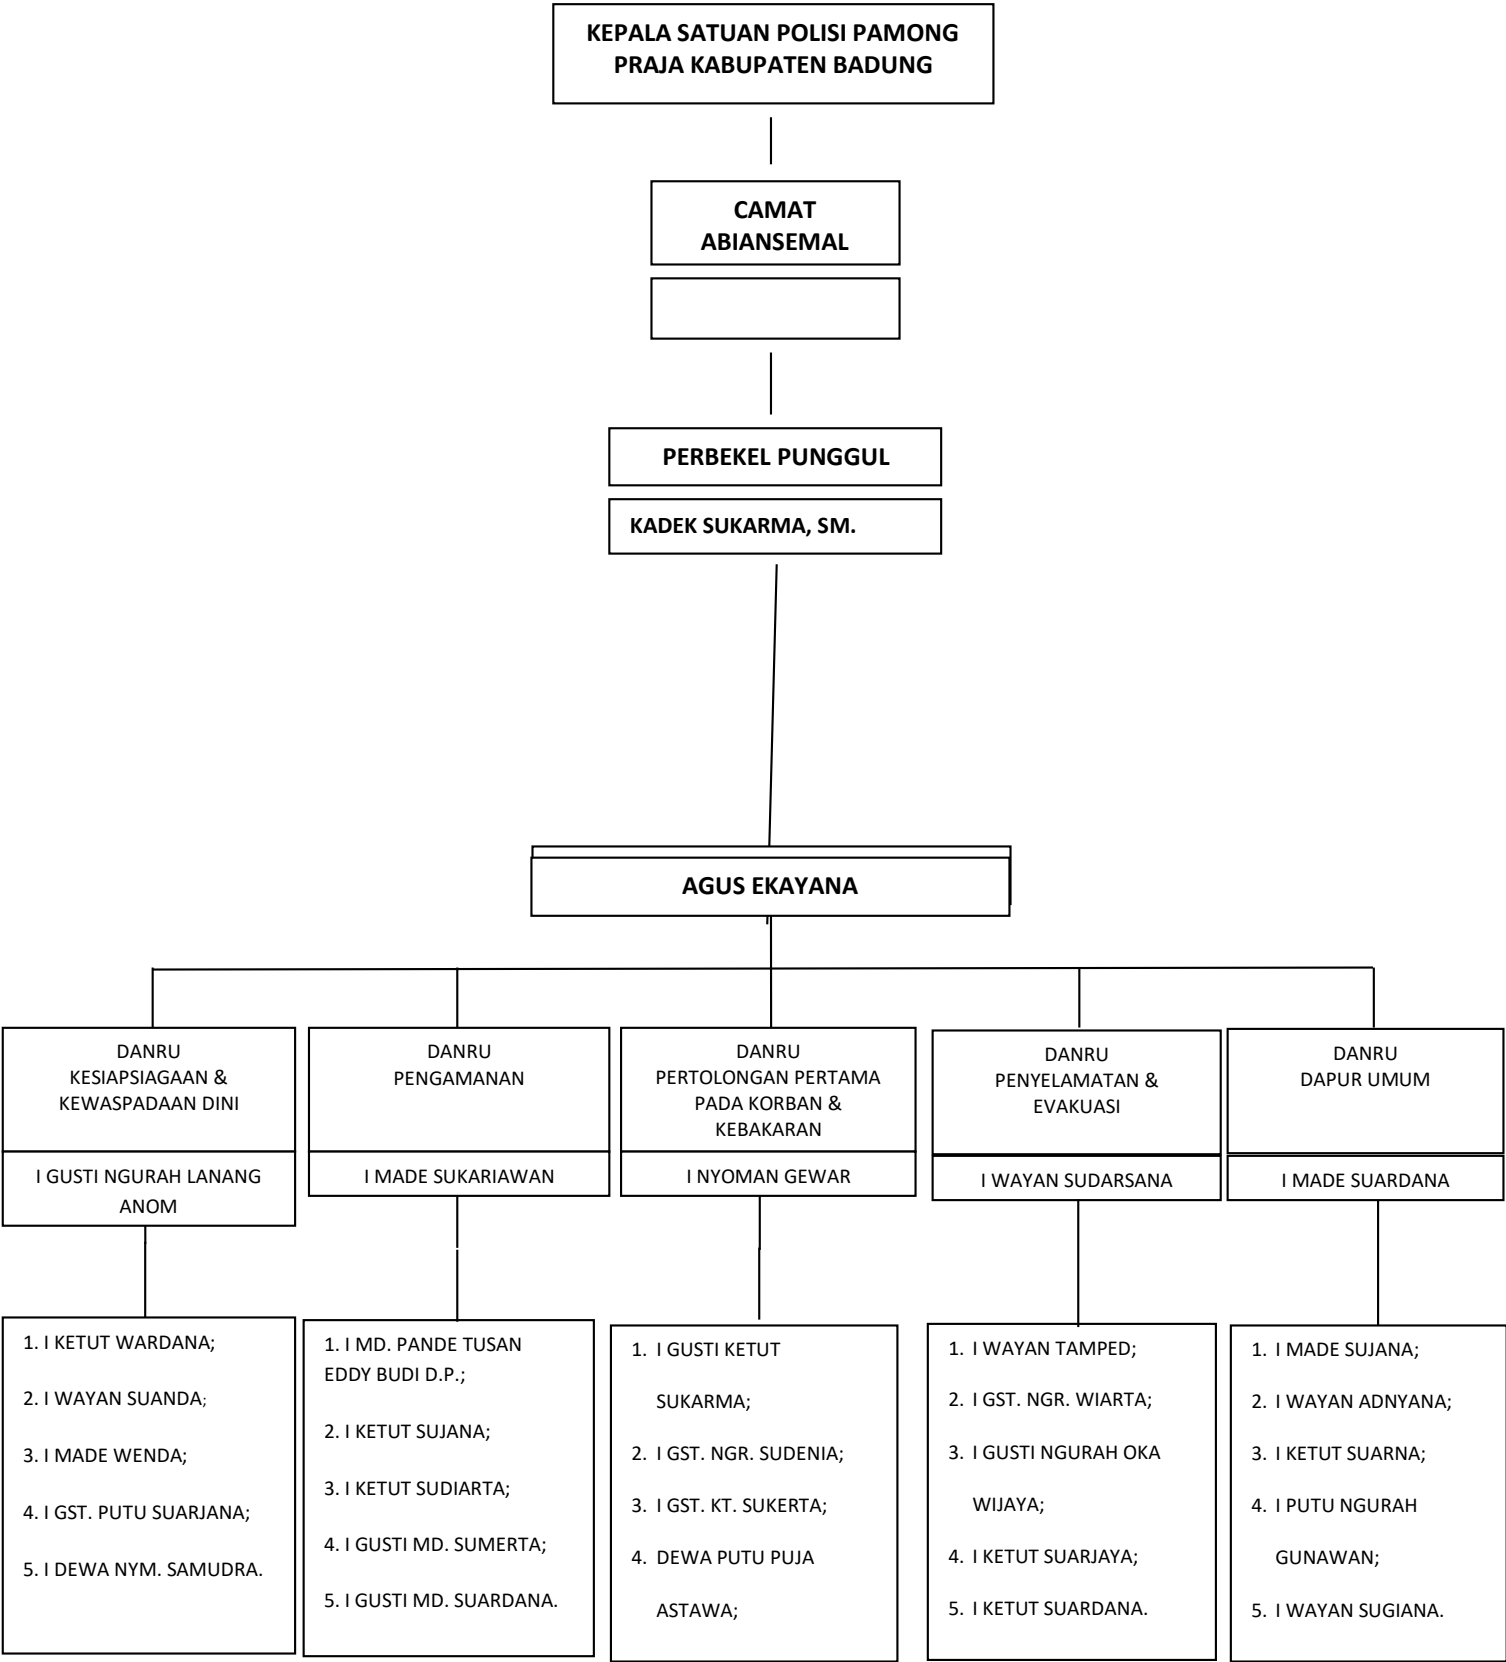 KEPALA SATUAN POLISI PAMONG
PRAJA KABUPATEN BADUNG
CAMAT
ABIANSEMAL
PERBEKEL PUNGGUL
KADEK SUKARMA, SM.
AGUS EKAYANA
DANRU
KESIAPSIAGAAN &
KEWASPADAAN DINI
I GUSTI NGURAH LANANG
ANOM
DANRU
PENGAMANAN
I MADE SUKARIAWAN
DANRU
PERTOLONGAN PERTAMA
PADA KORBAN &
KEBAKARAN
I NYOMAN GEWAR
DANRU
PENYELAMATAN &
EVAKUASI
I WAYAN SUDARSANA
DANRU
DAPUR UMUM
I MADE SUARDANA
1. I KETUT WARDANA;
2. I WAYAN SUANDA;
3. I MADE WENDA;
4. I GST. PUTU SUARJANA;
5. I DEWA NYM. SAMUDRA.
1. I MD. PANDE TUSAN
EDDY BUDI D.P.;
2. I KETUT SUJANA;
3. I KETUT SUDIARTA;
4. I GUSTI MD. SUMERTA;
5. I GUSTI MD. SUARDANA.
1. I GUSTI KETUT
SUKARMA;
2. I GST. NGR. SUDENIA;
3. I GST. KT. SUKERTA;
4. DEWA PUTU PUJA
ASTAWA;
1. I WAYAN TAMPED;
2. I GST. NGR. WIARTA;
3. I GUSTI NGURAH OKA
WIJAYA;
4. I KETUT SUARJAYA;
5. I KETUT SUARDANA.
1. I MADE SUJANA;
2. I WAYAN ADNYANA;
3. I KETUT SUARNA;
4. I PUTU NGURAH
GUNAWAN;
5. I WAYAN SUGIANA.